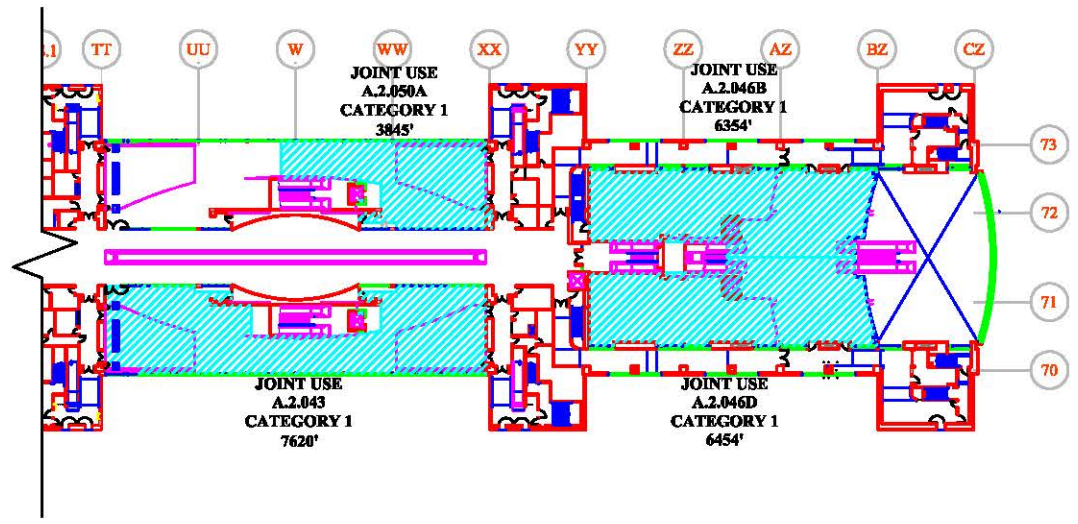 TT
UU
W
WW
XX
YY
ZZ
AZ
BZ
CZ
JOINT USE
A.2.050A
CATEGORY 1
3845'
JOINT USE
A.2.046B
CATEGORY 1
6354'
73
72
71
70
JOINT USE
A.2.043
CATEGORY 1
7620'
JOINT USE
A.2.046D
CATEGORY 1
6454'